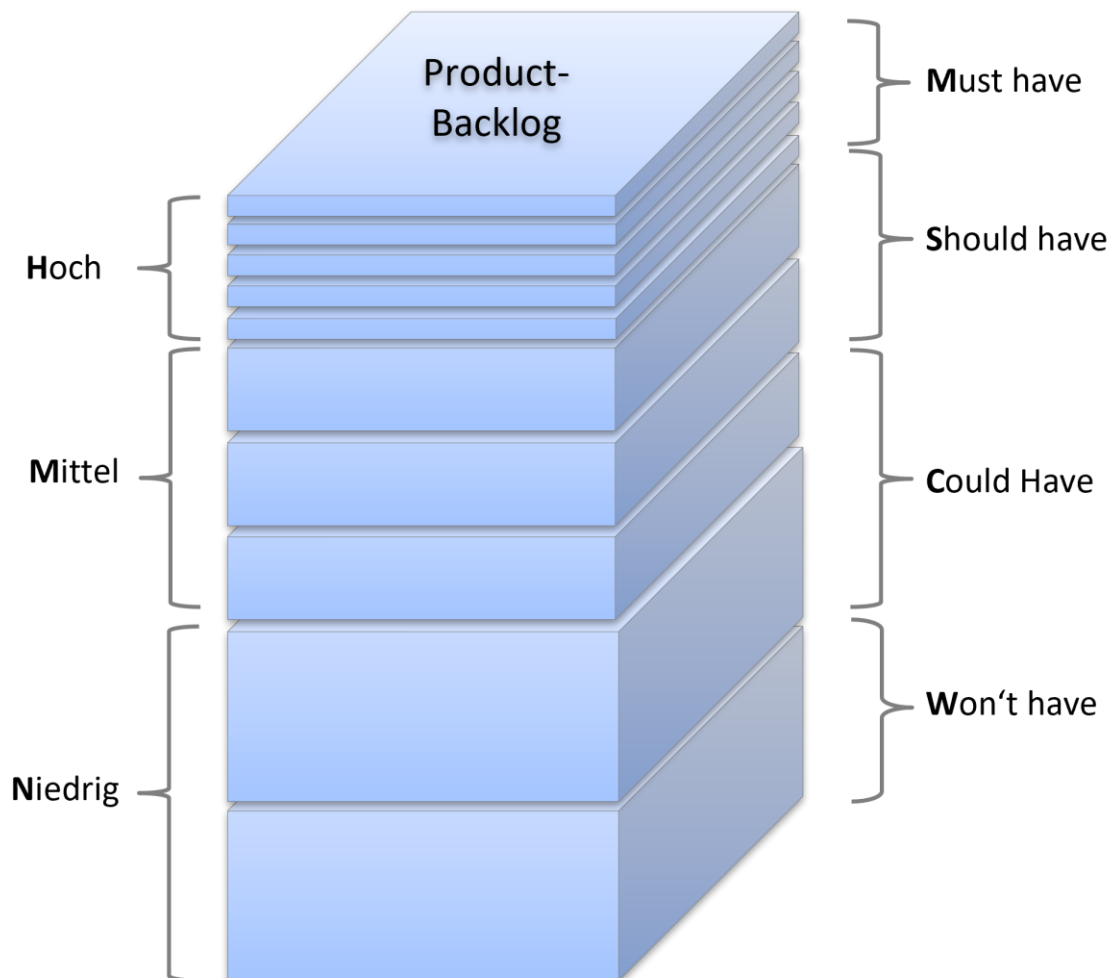 Product-
Backlog
Hoch
Mittel
Niedrig
Must have
Should have
Could Have
Won‘t have